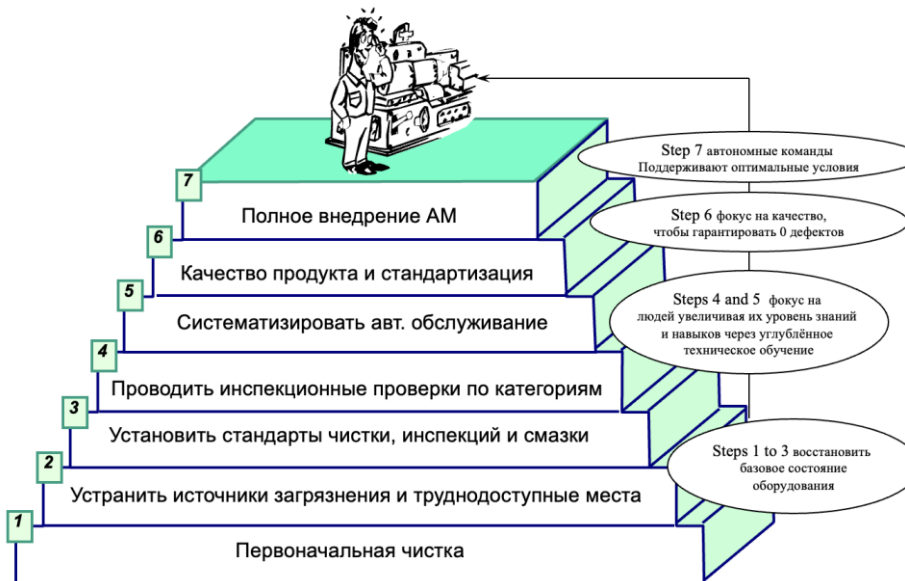 Step 7 автономные команды
Поддерживают оптимальные условия
7
Полное внедрение АМ
Step 6 фокус на качество,
чтобы гарантировать 0 дефектов
6
Качество продукта и стандартизация
5
Систематизировать авт. обслуживание
Steps 4 and 5 фокус на
людей увеличивая их уровень знаний
и навыков через углублённое
техническое обучение
4
Проводить инспекционные проверки по категориям
3
Установить стандарты чистки, инспекций и смазки
Steps 1 to 3 восстановить
базовое состояние
оборудования
2
Устранить источники загрязнения и труднодоступные места
1
Первоначальная чистка